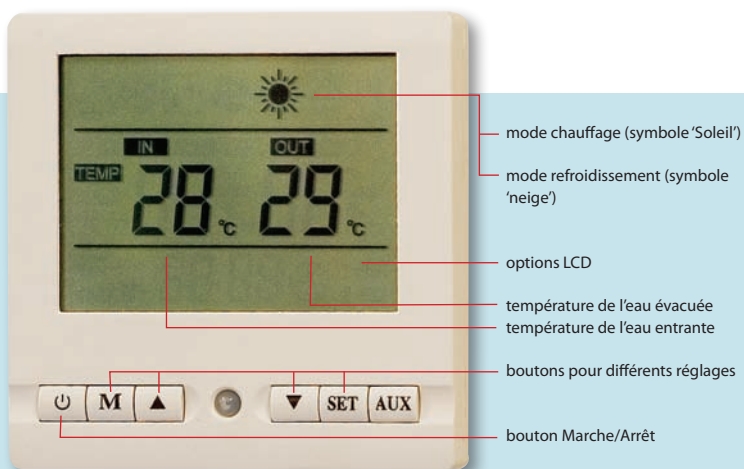 mode chauffage (symbole ‘Soleil’)
mode refroidissement (symbole
‘neige’)
IN OUT
TEMP 28 °C 29 °C
options LCD
température de l’eau évacuée
température de l’eau entrante
boutons pour différents réglages
M ▲ ▼ SET AUX
bouton Marche/Arrêt